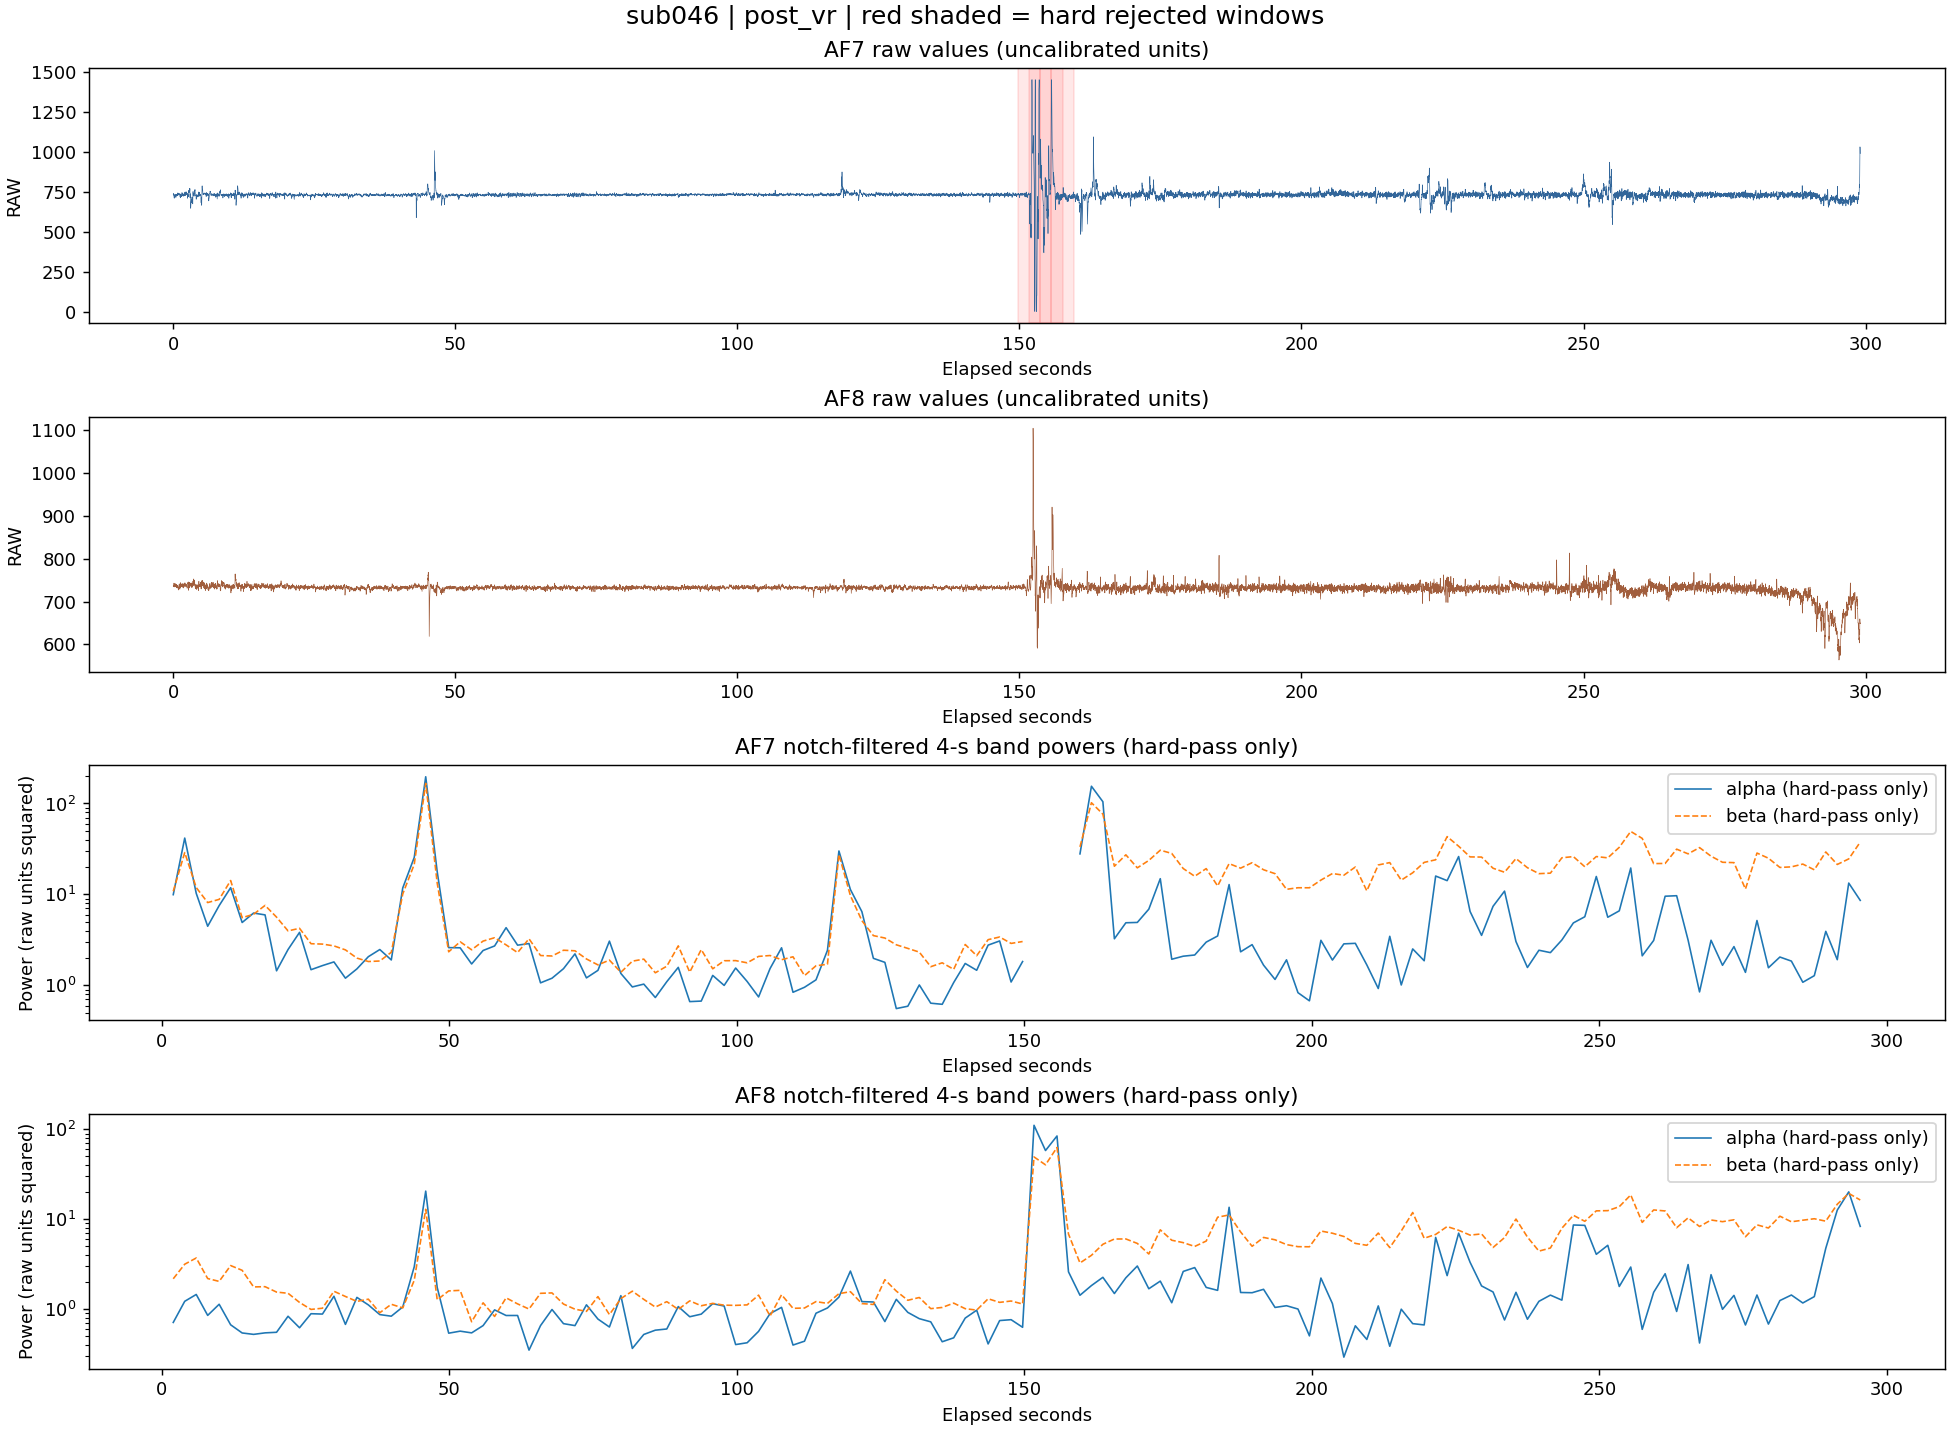 sub046 | post_vr | red shaded = hard rejected windows
AF7 raw values (uncalibrated units)
RAW
1500
1250
1000
750
500
250
0
0 50 100 150 200 250 300
Elapsed seconds
AF8 raw values (uncalibrated units)
RAW
1100
1000
900
800
700
600
0 50 100 150 200 250 300
Elapsed seconds
AF7 notch-filtered 4-s band powers (hard-pass only)
Power (raw units squared)
10²
10¹
10⁰
alpha (hard-pass only)
beta (hard-pass only)
0 50 100 150 200 250 300
Elapsed seconds
AF8 notch-filtered 4-s band powers (hard-pass only)
Power (raw units squared)
10²
10¹
10⁰
alpha (hard-pass only)
beta (hard-pass only)
0 50 100 150 200 250 300
Elapsed seconds